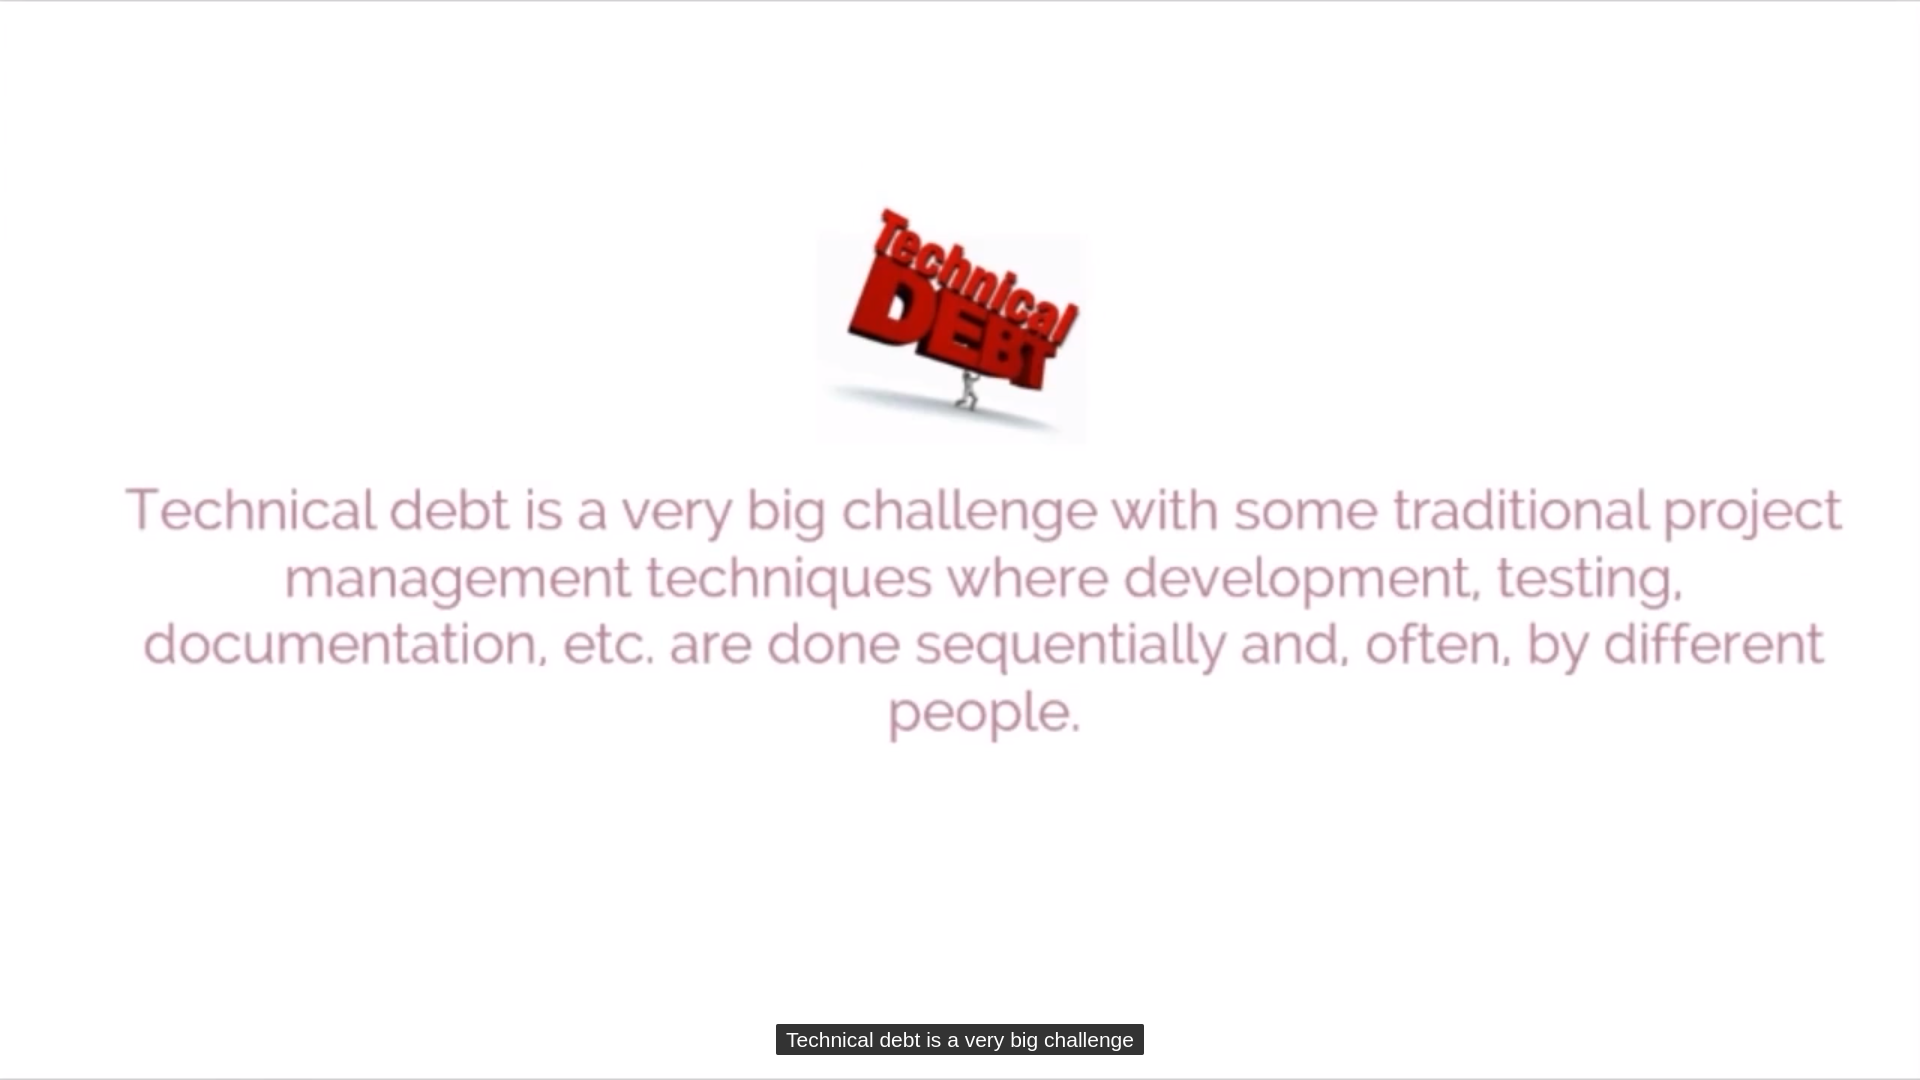 Technical
DEBT
Technical debt is a very big challenge with some traditional project
management techniques where development, testing,
documentation, etc. are done sequentially and, often, by different
people.
Technical debt is a very big challenge